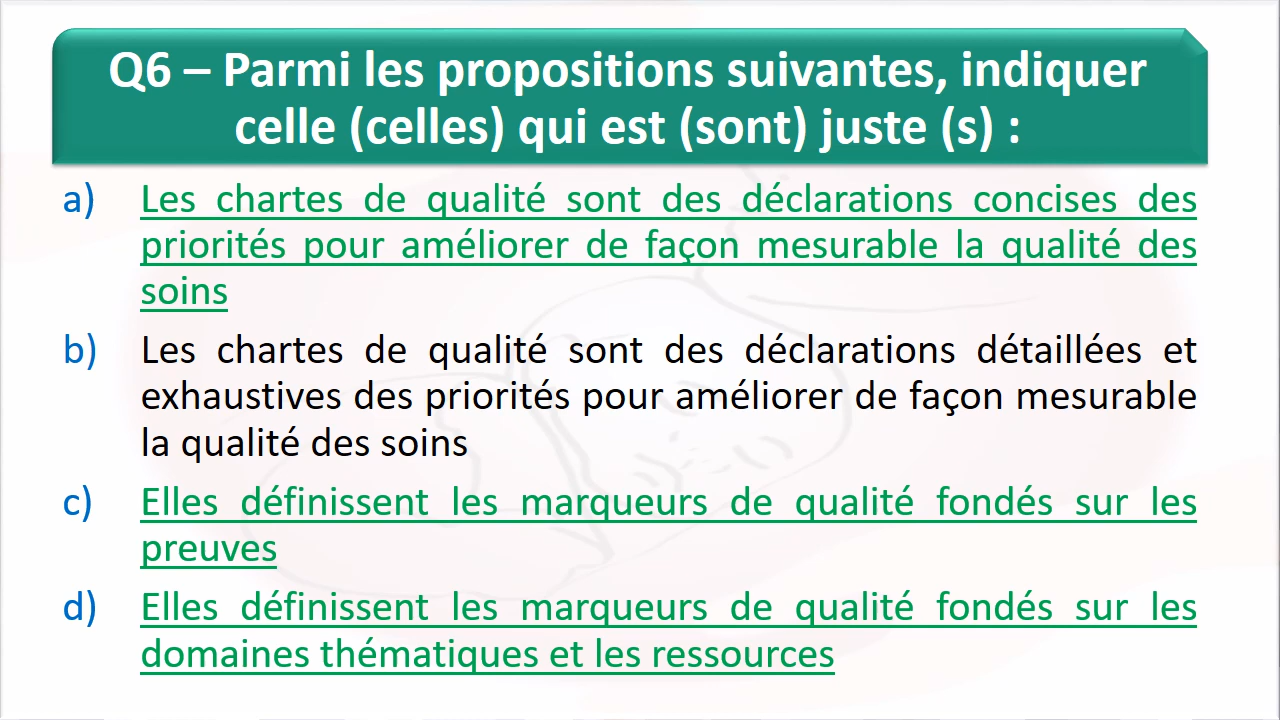 Q6 – Parmi les propositions suivantes, indiquer
celle (celles) qui est (sont) juste (s) :
a) Les chartes de qualité sont des déclarations concises des
priorités pour améliorer de façon mesurable la qualité des
soins
b) Les chartes de qualité sont des déclarations détaillées et
exhaustives des priorités pour améliorer de façon mesurable
la qualité des soins
c) Elles définissent les marqueurs de qualité fondés sur les
preuves
d) Elles définissent les marqueurs de qualité fondés sur les
domaines thématiques et les ressources